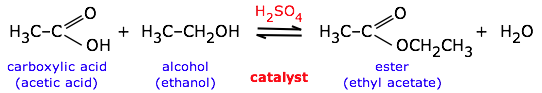 H₂SO₄
H₃C-C O OH + H₃C-CH₂OH H₃C-C O OCH₂CH₃ + H₂O
carboxylic acid alcohol catalyst ester
(acetic acid) (ethanol) (ethyl acetate)